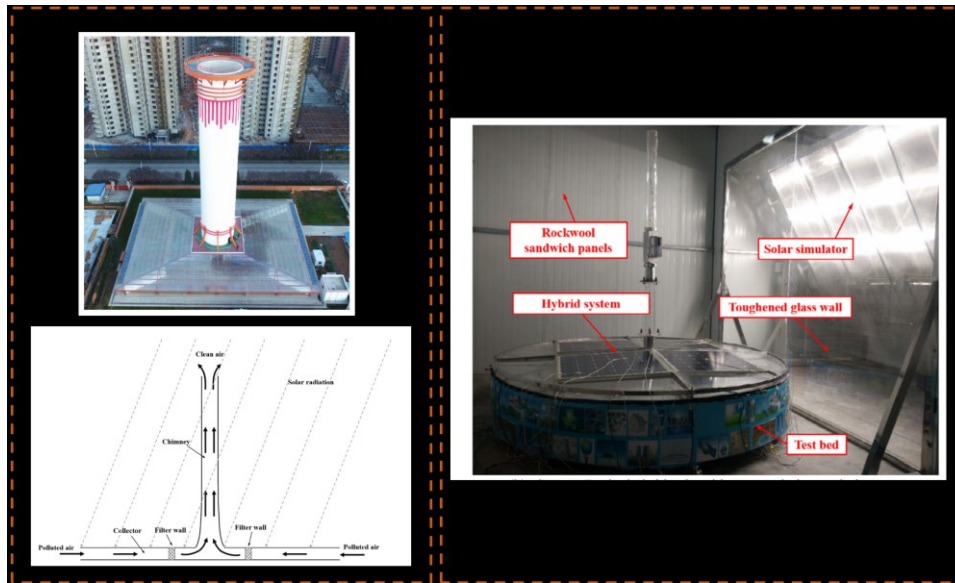 Clean air
Solar radiation
Chimney
Collector
Filter wall
Filter wall
Polluted air
Polluted air
Rockwool
sandwich panels
Solar simulator
Hybrid system
Toughened glass wall
Test bed